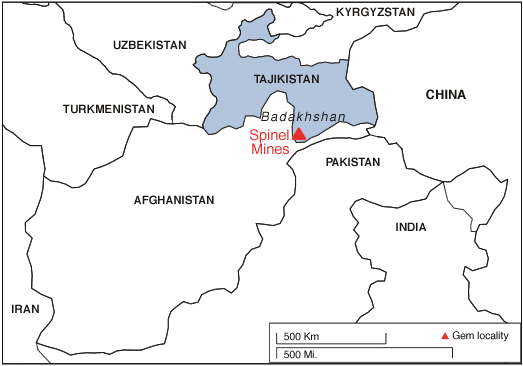 KYRGYZSTAN
UZBEKISTAN
TAJIKISTAN
CHINA
TURKMENISTAN
Badakhshan
Spinel
Mines
PAKISTAN
AFGHANISTAN
INDIA
IRAN
500 Km
Gem locality
500 Mi.